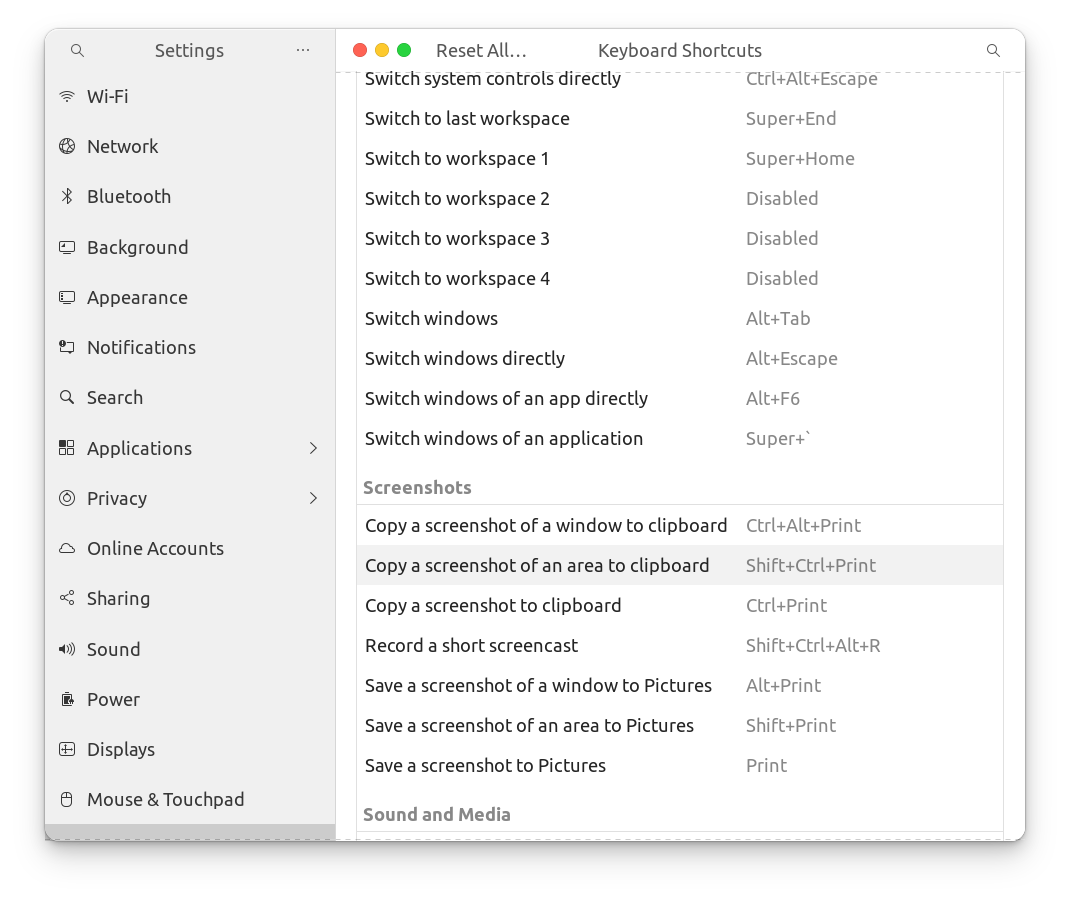 Settings
Wi-Fi
Network
Bluetooth
Background
Appearance
Notifications
Search
Applications
Privacy
Online Accounts
Sharing
Sound
Power
Displays
Mouse & Touchpad
Reset All… Keyboard Shortcuts
Switch system controls directly Ctrl+Alt+Escape
Switch to last workspace Super+End
Switch to workspace 1 Super+Home
Switch to workspace 2 Disabled
Switch to workspace 3 Disabled
Switch to workspace 4 Disabled
Switch windows Alt+Tab
Switch windows directly Alt+Escape
Switch windows of an app directly Alt+F6
Switch windows of an application Super+`
Screenshots
Copy a screenshot of a window to clipboard Ctrl+Alt+Print
Copy a screenshot of an area to clipboard Shift+Ctrl+Print
Copy a screenshot to clipboard Ctrl+Print
Record a short screencast Shift+Ctrl+Alt+R
Save a screenshot of a window to Pictures Alt+Print
Save a screenshot of an area to Pictures Shift+Print
Save a screenshot to Pictures Print
Sound and Media